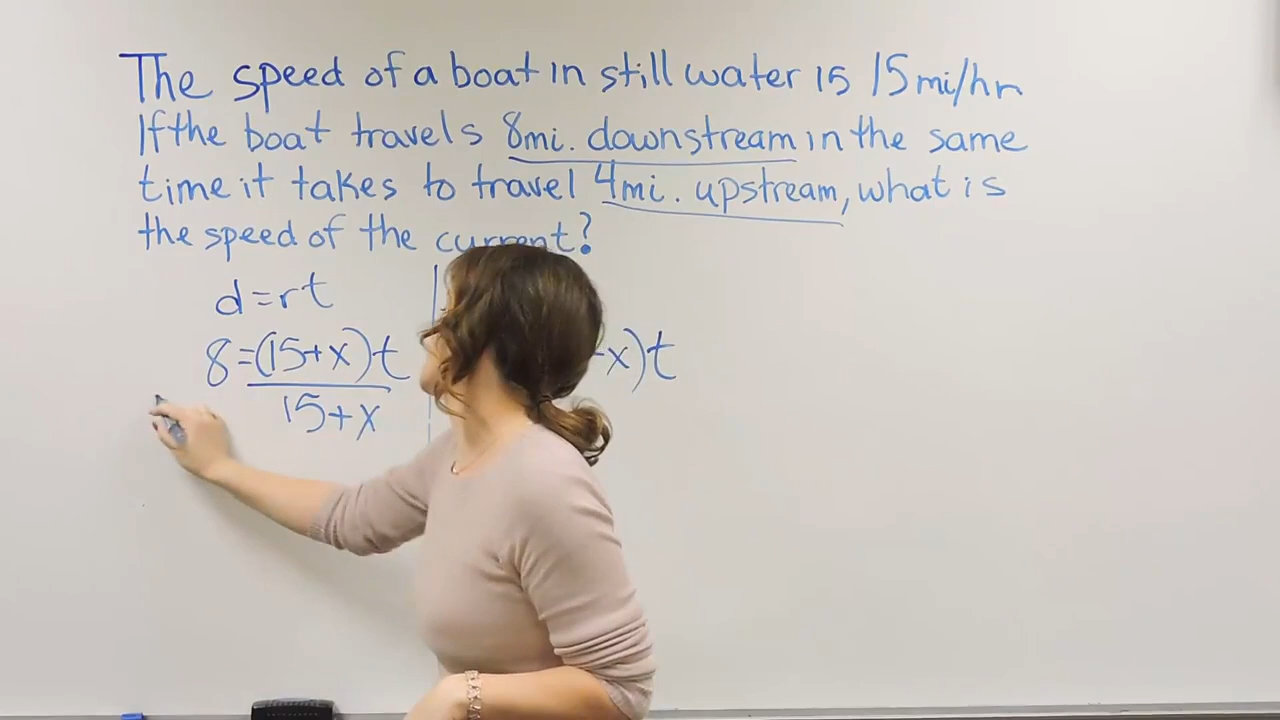 The speed of a boat in still water is 15mi/hr
If the boat travels 8mi. downstream in the same
time it takes to travel 4mi. upstream, what is
the speed of the current?
d=rt
8=(15+x)t
15+x
-x)t